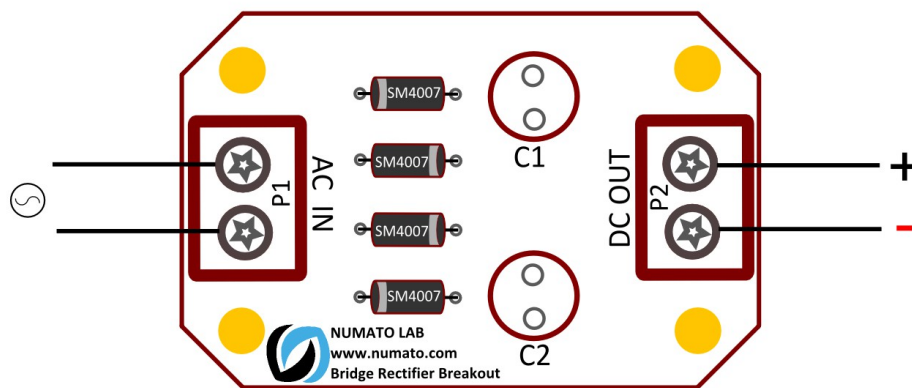 SM4007
SM4007
SM4007
SM4007
C1
C2
P1
AC IN
DC OUT
P2
+
-
NUMATO LAB
www.numato.com
Bridge Rectifier Breakout